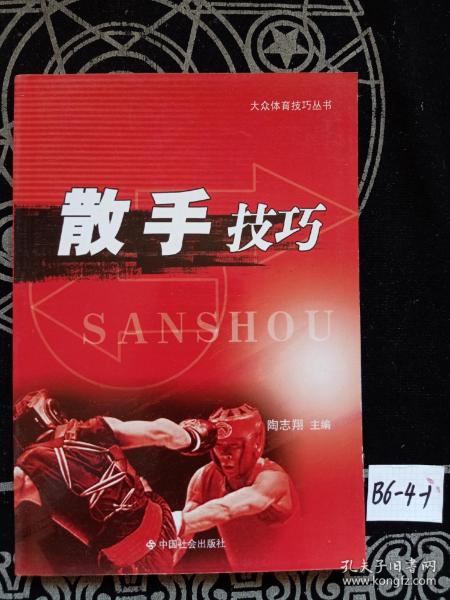 大众体育技巧丛书
散手技巧
SANSHOU
陶志翔 主编
B6-4-1
中国社会出版社
孔夫子旧书网
www.kongfz.com